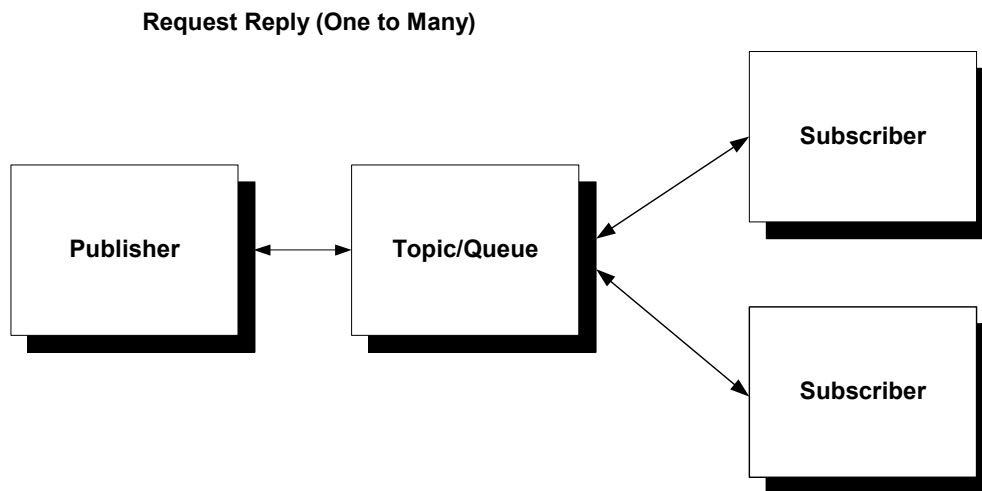 Request Reply (One to Many)
Subscriber
Publisher
Topic/Queue
Subscriber